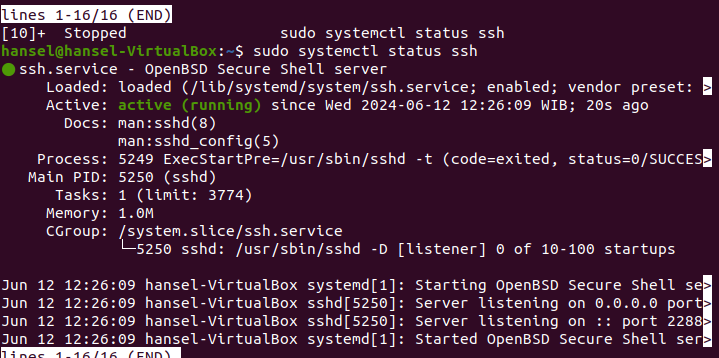 lines 1-16/16 (END)
[10]+  Stopped                 sudo systemctl status ssh
hansel@hansel-VirtualBox:~$ sudo systemctl status ssh
● ssh.service - OpenBSD Secure Shell server
     Loaded: loaded (/lib/systemd/system/ssh.service; enabled; vendor preset: >
     Active: active (running) since Wed 2024-06-12 12:26:09 WIB; 20s ago
       Docs: man:sshd(8)
             man:sshd_config(5)
    Process: 5249 ExecStartPre=/usr/sbin/sshd -t (code=exited, status=0/SUCCES>
   Main PID: 5250 (sshd)
      Tasks: 1 (limit: 3774)
     Memory: 1.0M
     CGroup: /system.slice/ssh.service
             └─5250 sshd: /usr/sbin/sshd -D [listener] 0 of 10-100 startups
Jun 12 12:26:09 hansel-VirtualBox systemd[1]: Starting OpenBSD Secure Shell se>
Jun 12 12:26:09 hansel-VirtualBox sshd[5250]: Server listening on 0.0.0.0 port>
Jun 12 12:26:09 hansel-VirtualBox sshd[5250]: Server listening on :: port 2288>
Jun 12 12:26:09 hansel-VirtualBox systemd[1]: Started OpenBSD Secure Shell ser>
lines 1-16/16 (END)